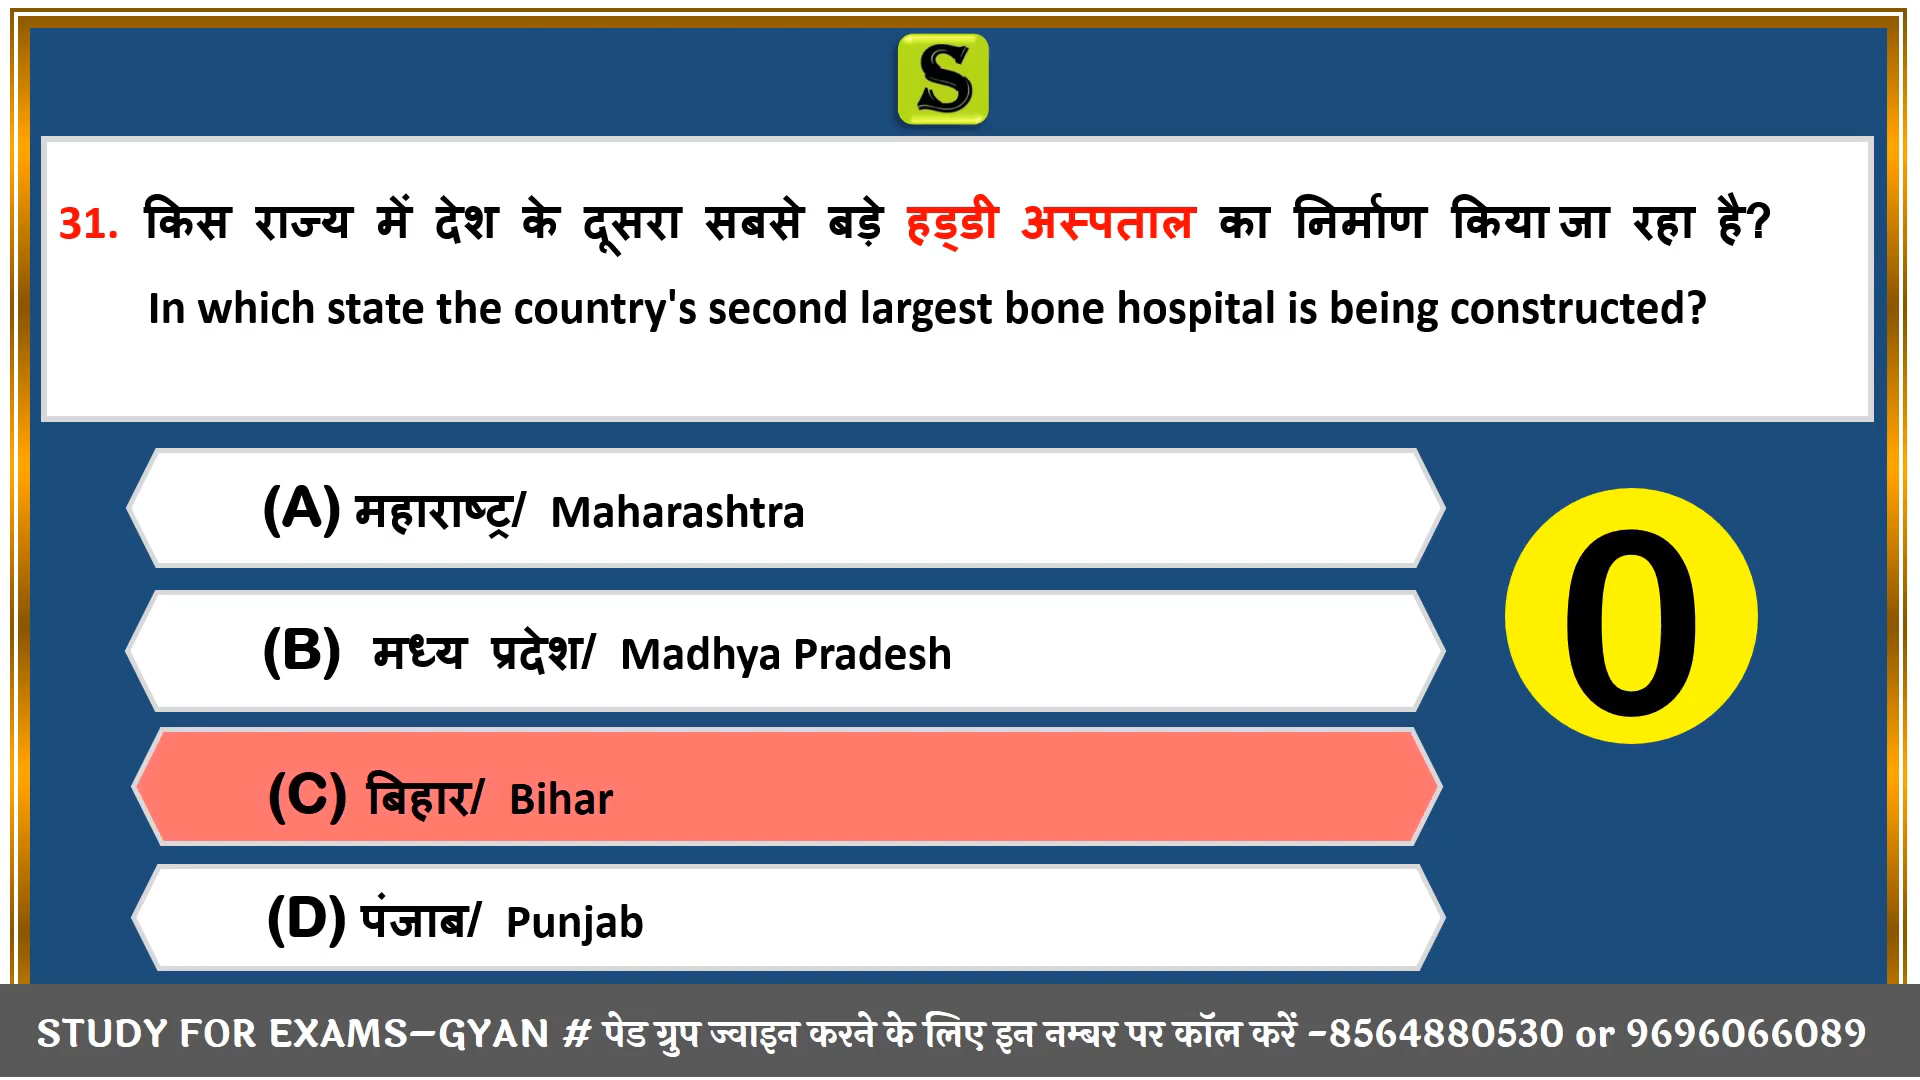 S
31. किस राज्य में देश के दूसरा सबसे बड़े हड्डी अस्पताल का निर्माण किया जा रहा है?
In which state the country's second largest bone hospital is being constructed?
(A) महाराष्ट्र/ Maharashtra
(B) मध्य प्रदेश/ Madhya Pradesh
0
(C) बिहार/ Bihar
(D) पंजाब/ Punjab
STUDY FOR EXAMS-GYAN # पेड ग्रुप ज्वाइन करने के लिए इन नम्बर पर कॉल करें -8564880530 or 9696066089